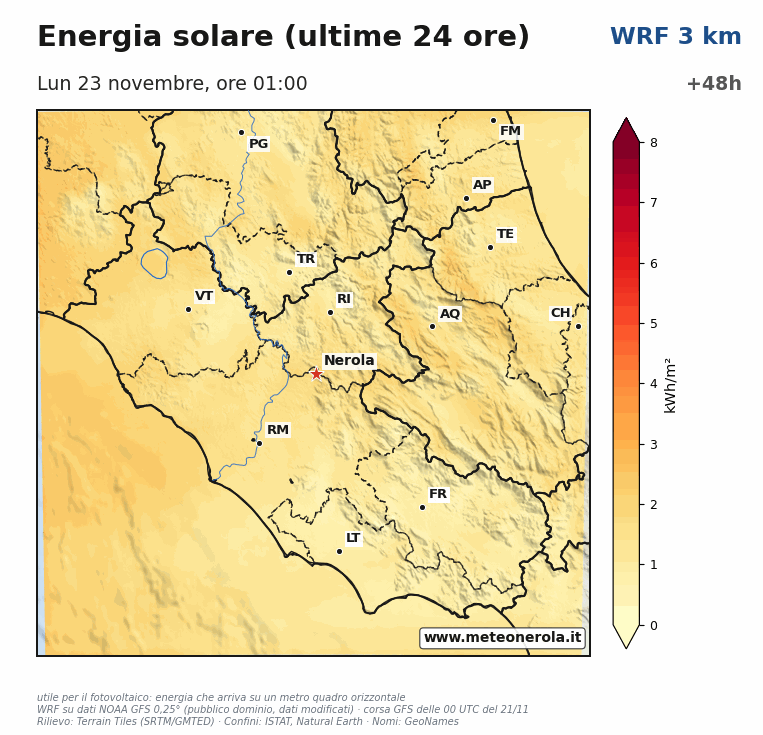 Energia solare (ultime 24 ore)
WRF 3 km
Lun 23 novembre, ore 01:00
+48h
FM
PG
AP
TE
TR
VT
RI
AQ
CH
Nerola
RM
FR
LT
www.meteonerola.it
8
7
6
5
4
3
2
1
0
kWh/m²
utile per il fotovoltaico: energia che arriva su un metro quadro orizzontale
WRF su dati NOAA GFS 0,25° (pubblico dominio, dati modificati) · corsa GFS delle 00 UTC del 21/11
Rilievo: Terrain Tiles (SRTM/GMTED) · Confini: ISTAT, Natural Earth · Nomi: GeoNames